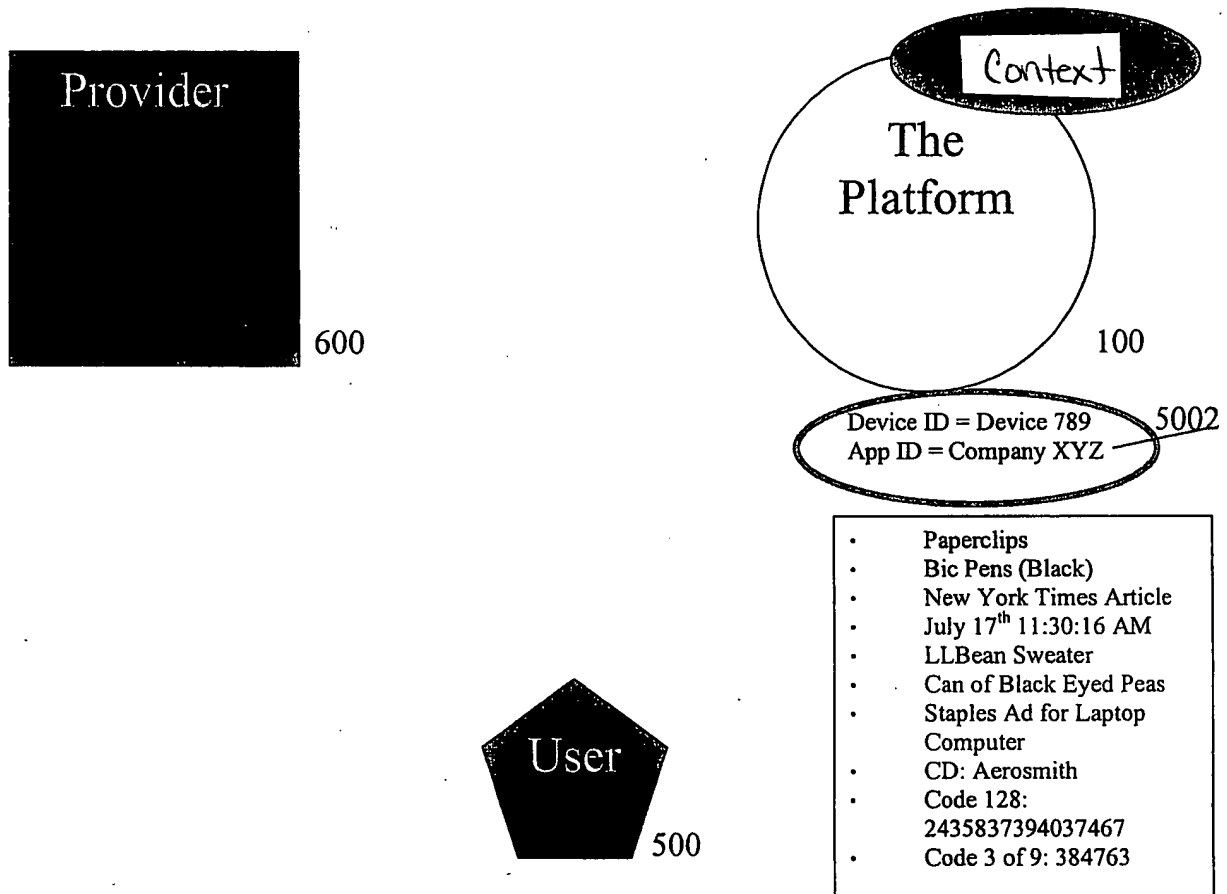 Provider
600
Context
The
Platform
100
Device ID = Device 789
App ID = Company XYZ
5002
· Paperclips
· Bic Pens (Black)
· New York Times Article
· July 17th 11:30:16 AM
· LLBean Sweater
· Can of Black Eyed Peas
· Staples Ad for Laptop
Computer
· CD: Aerosmith
· Code 128:
2435837394037467
· Code 3 of 9: 384763
User
500